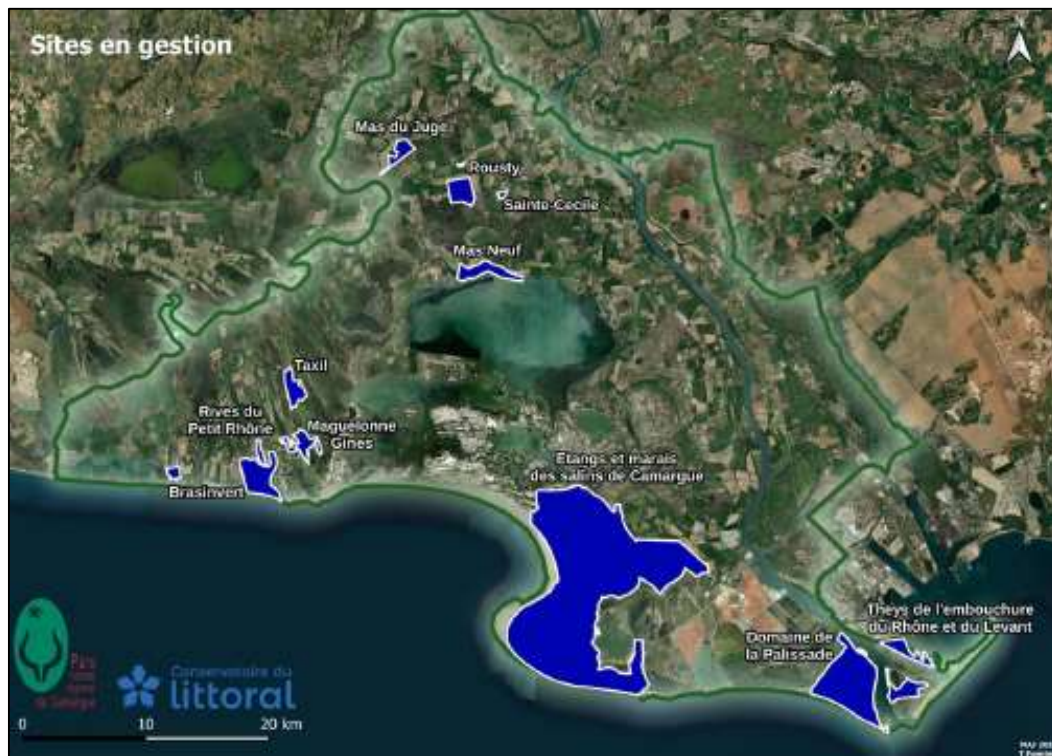 Sites en gestion
Mas du Juge
Rousty
Sainte-Cecile
Mas Neuf
Taxil
Rives du
Petit Rhône
Maguelonne
Gines
Brasinvert
Etangs et marais
des salins de Camargue
Theys de l'embouchure
du Rhône et du Levant
Domaine de
la Palissade
Parc
Conservatoire du
littoral
0 10 20 km